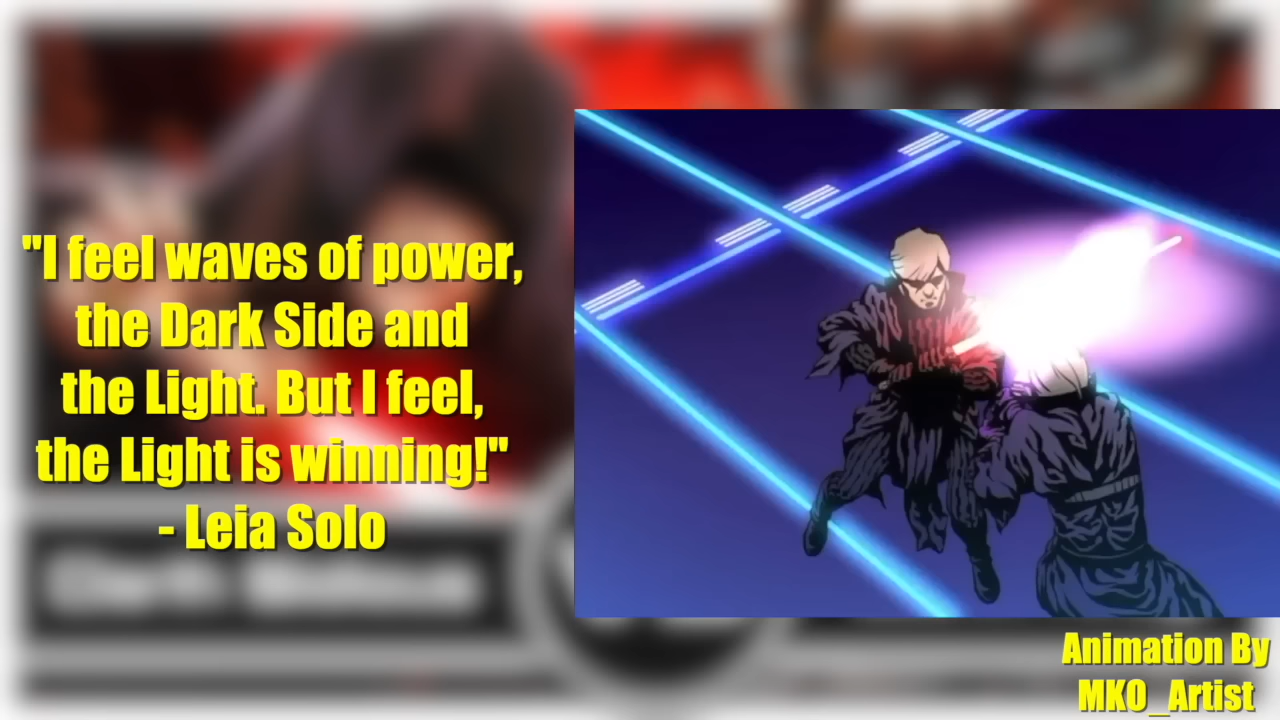 "I feel waves of power,
the Dark Side and
the Light. But I feel,
the Light is winning!"
- Leia Solo
Animation By
MKO_Artist